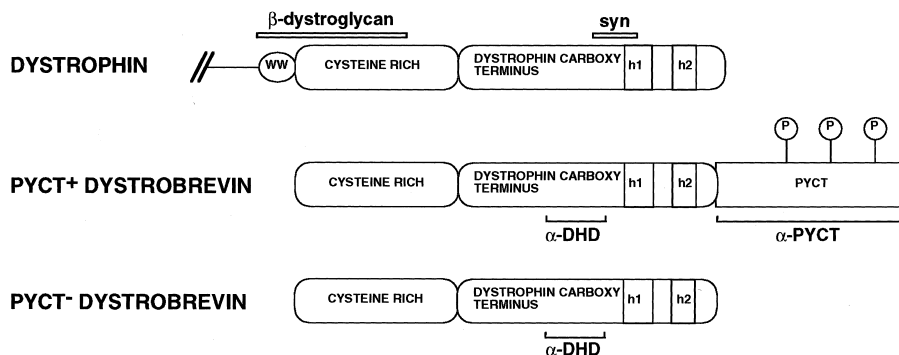 β-dystroglycan syn
DYSTROPHIN WW CYSTEINE RICH DYSTROPHIN CARBOXY TERMINUS h1 h2
P P P
PYCT+ DYSTROBREVIN CYSTEINE RICH DYSTROPHIN CARBOXY TERMINUS h1 h2 PYCT
α-DHD α-PYCT
PYCT- DYSTROBREVIN CYSTEINE RICH DYSTROPHIN CARBOXY TERMINUS h1 h2
α-DHD